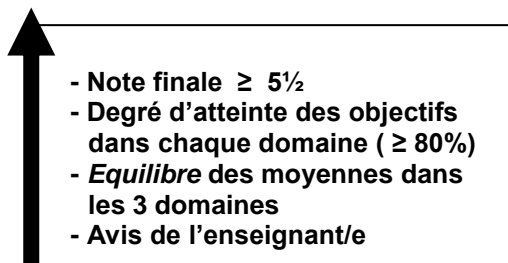 - Note finale ≥ 5½
- Degré d’atteinte des objectifs
dans chaque domaine ( ≥ 80%)
- Equilibre des moyennes dans
les 3 domaines
- Avis de l’enseignant/e